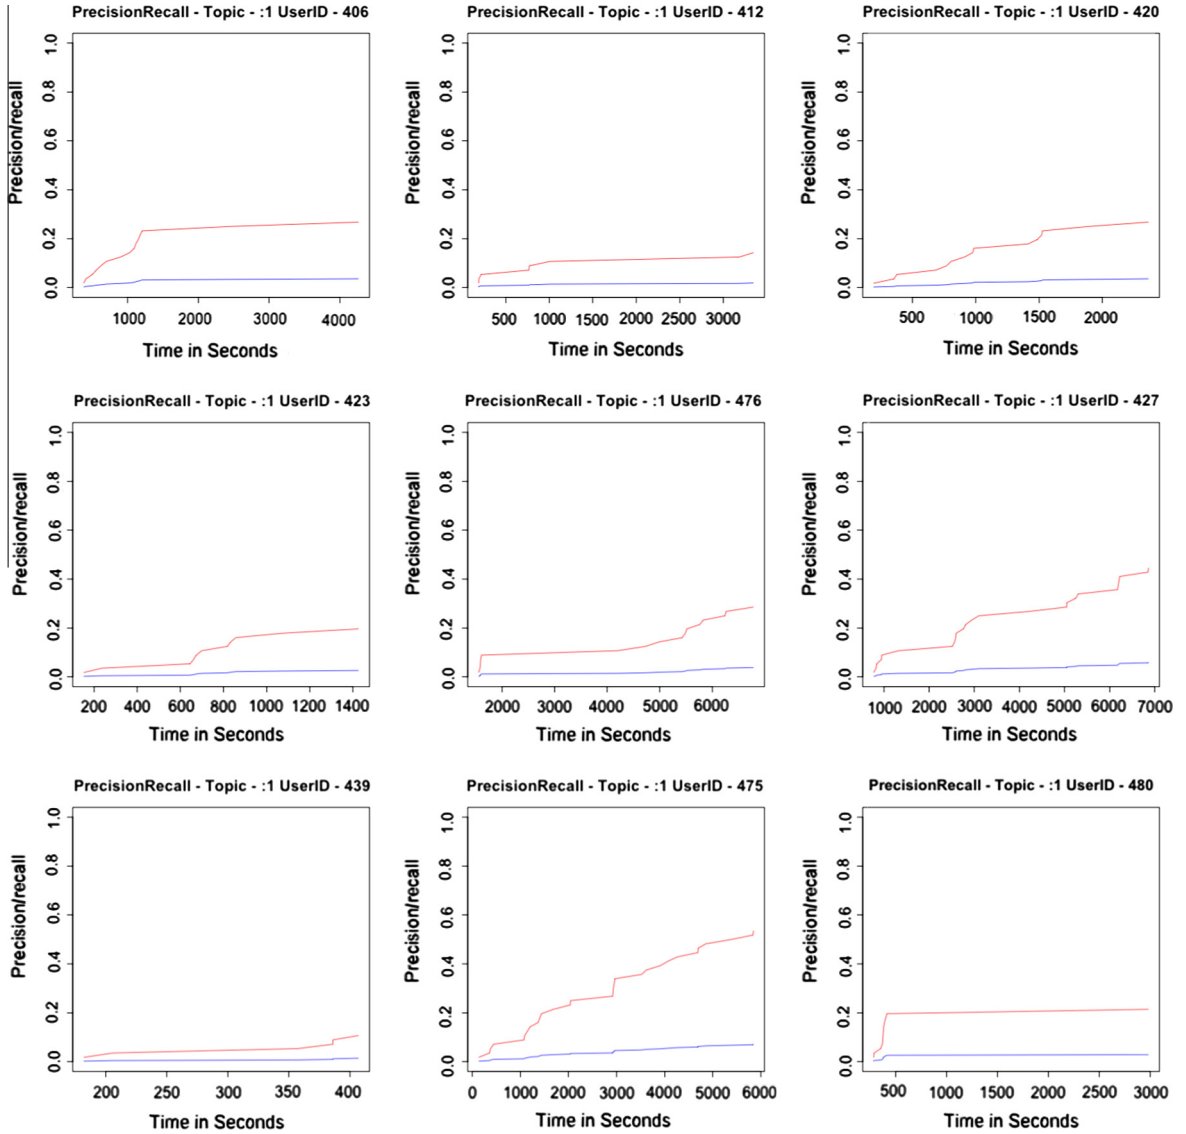 PrecisionRecall - Topic - :1 UserID - 406
Precision/recall
0.0 0.2 0.4 0.6 0.8 1.0
1000 2000 3000 4000
Time in Seconds
PrecisionRecall - Topic - :1 UserID - 412
Precision/recall
0.0 0.2 0.4 0.6 0.8 1.0
500 1000 1500 2000 2500 3000
Time in Seconds
PrecisionRecall - Topic - :1 UserID - 420
Precision/recall
0.0 0.2 0.4 0.6 0.8 1.0
500 1000 1500 2000
Time in Seconds
PrecisionRecall - Topic - :1 UserID - 423
Precision/recall
0.0 0.2 0.4 0.6 0.8 1.0
200 400 600 800 1000 1200 1400
Time in Seconds
PrecisionRecall - Topic - :1 UserID - 476
Precision/recall
0.0 0.2 0.4 0.6 0.8 1.0
2000 3000 4000 5000 6000
Time in Seconds
PrecisionRecall - Topic - :1 UserID - 427
Precision/recall
0.0 0.2 0.4 0.6 0.8 1.0
1000 2000 3000 4000 5000 6000 7000
Time in Seconds
PrecisionRecall - Topic - :1 UserID - 439
Precision/recall
0.0 0.2 0.4 0.6 0.8 1.0
200 250 300 350 400
Time in Seconds
PrecisionRecall - Topic - :1 UserID - 475
Precision/recall
0.0 0.2 0.4 0.6 0.8 1.0
0 1000 2000 3000 4000 5000 6000
Time in Seconds
PrecisionRecall - Topic - :1 UserID - 480
Precision/recall
0.0 0.2 0.4 0.6 0.8 1.0
500 1000 1500 2000 2500 3000
Time in Seconds